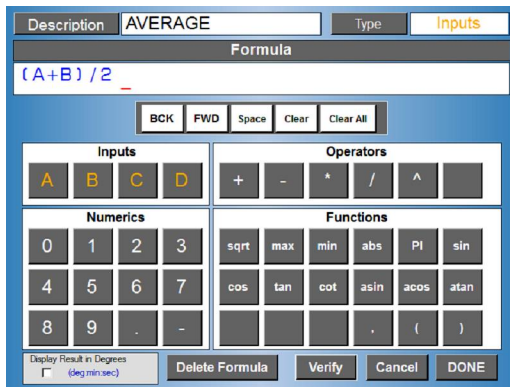 Description AVERAGE Type Inputs
Formula
(A+B)/2 _
BCK FWD Space Clear Clear All
Inputs Operators
A B C D + - * / ^
Numerics Functions
0 1 2 3 sqrt max min abs PI sin
4 5 6 7 cos tan cot asin acos atan
8 9 . - , ( )
Display Result in Degrees
(deg:min:sec)
Delete Formula Verify Cancel DONE